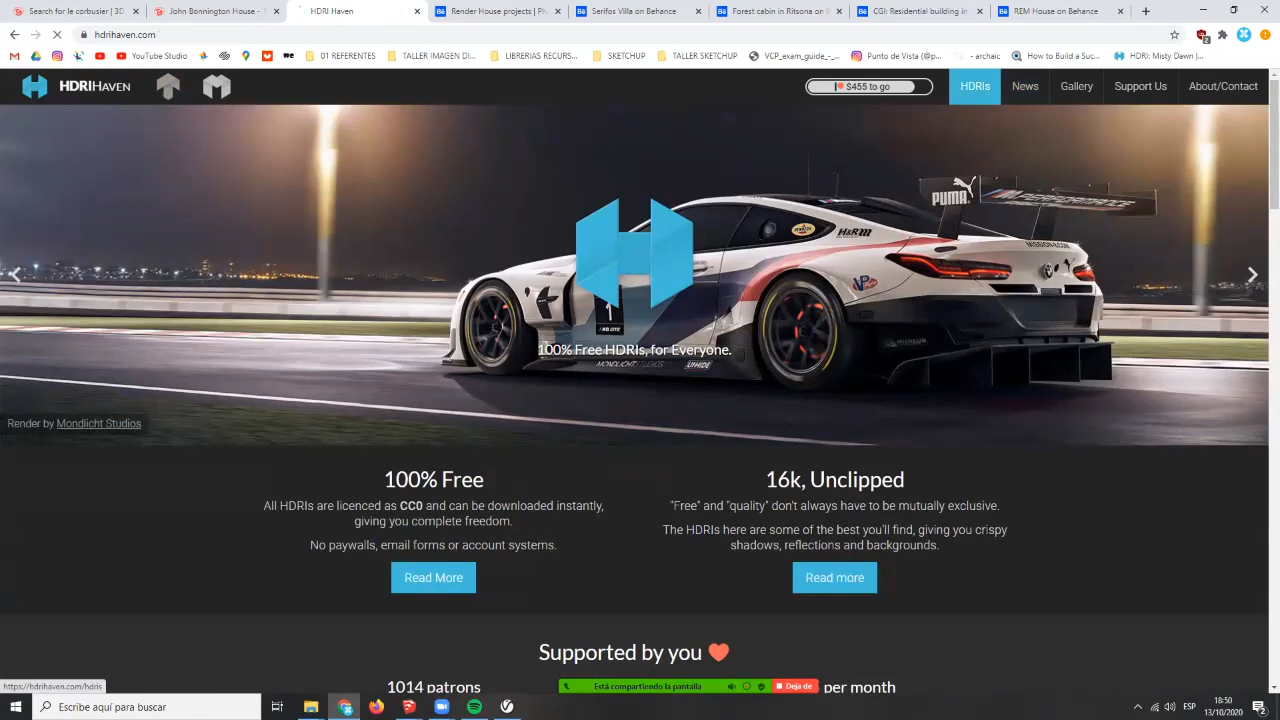 Search for le corbusier | 3D
John Bonnington House -
HDRI Haven
Render House projects | Ph
Serifos Villa on Behance
Forest cabin in Ritsona on B
CGI: Residential building in
REM House on Behance
hdrihaven.com
YouTube Studio
01 REFERENTES
TALLER IMAGEN DI...
LIBRERIAS RECURS...
SKETCHUP
TALLER SKETCHUP
VCP_exam_guide_-_...
Punto de Vista (@p...
- archaic
How to Build a Suc...
HDRI: Misty Dawn |...
HDRIHAVEN
$455 to go
HDRIs
News
Gallery
Support Us
About/Contact
PUMA
M PERFORMANCE
H&R
100% Free HDRIs, for Everyone.
MONDLICHTSTUDIOS
UHIDE
Render by Mondlicht Studios
100% Free
All HDRIs are licenced as CC0 and can be downloaded instantly,
giving you complete freedom.
No paywalls, email forms or account systems.
Read More
16k, Unclipped
"Free" and "quality" don't always have to be mutually exclusive.
The HDRIs here are some of the best you'll find, giving you crispy
shadows, reflections and backgrounds.
Read more
Supported by you
1014 patrons
per month
https://hdrihaven.com/hdris
Está compartiendo la pantalla
Deja de
Escribe aquí para buscar
ESP
18:50
13/10/2020